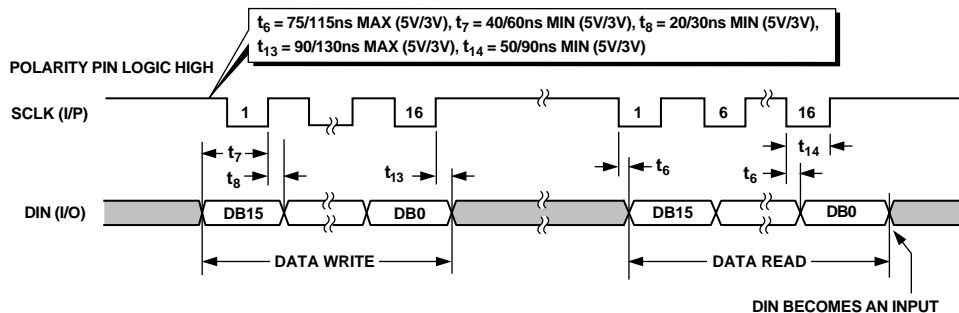 t6 = 75/115ns MAX (5V/3V), t7 = 40/60ns MIN (5V/3V), t8 = 20/30ns MIN (5V/3V),
t13 = 90/130ns MAX (5V/3V), t14 = 50/90ns MIN (5V/3V)
POLARITY PIN LOGIC HIGH
SCLK (I/P)
1
16
1
6
16
t7
t8
t13
t6
t14
t6
DIN (I/O)
DB15
DB0
DB15
DB0
DATA WRITE
DATA READ
DIN BECOMES AN INPUT